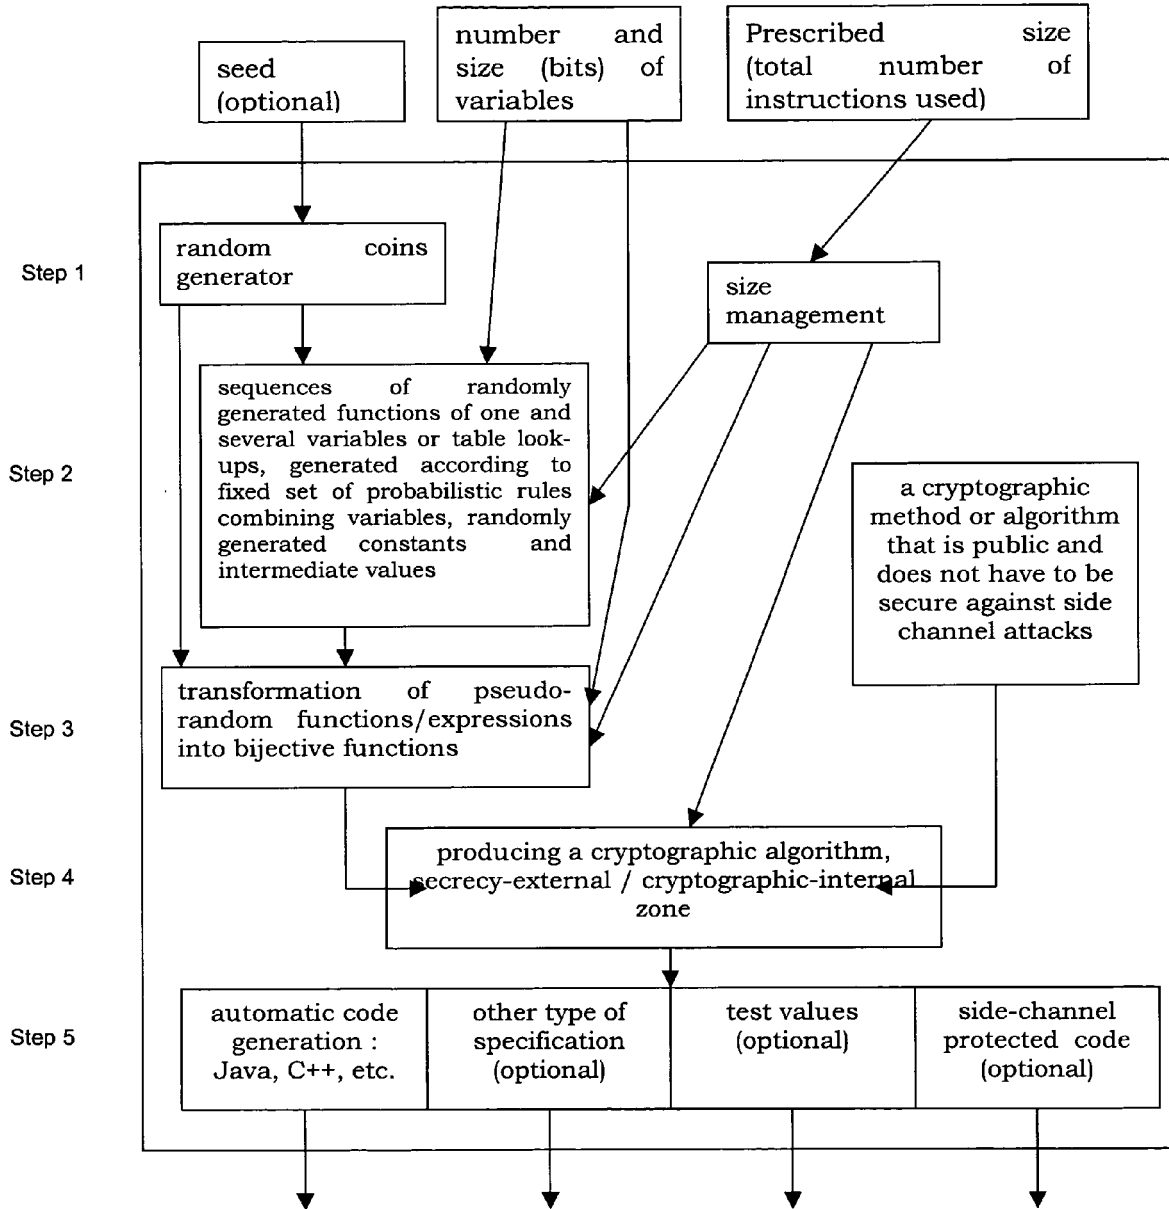 seed
(optional)
number and
size (bits) of
variables
Prescribed size
(total number of
instructions used)
Step 1
random coins
generator
size
management
Step 2
sequences of randomly
generated functions of one and
several variables or table look-
ups, generated according to
fixed set of probabilistic rules
combining variables, randomly
generated constants and
intermediate values
a cryptographic
method or algorithm
that is public and
does not have to be
secure against side
channel attacks
Step 3
transformation of pseudo-
random functions/expressions
into bijective functions
Step 4
producing a cryptographic algorithm,
secrecy-external / cryptographic-internal
zone
Step 5
automatic code
generation :
Java, C++, etc.
other type of
specification
(optional)
test values
(optional)
side-channel
protected code
(optional)